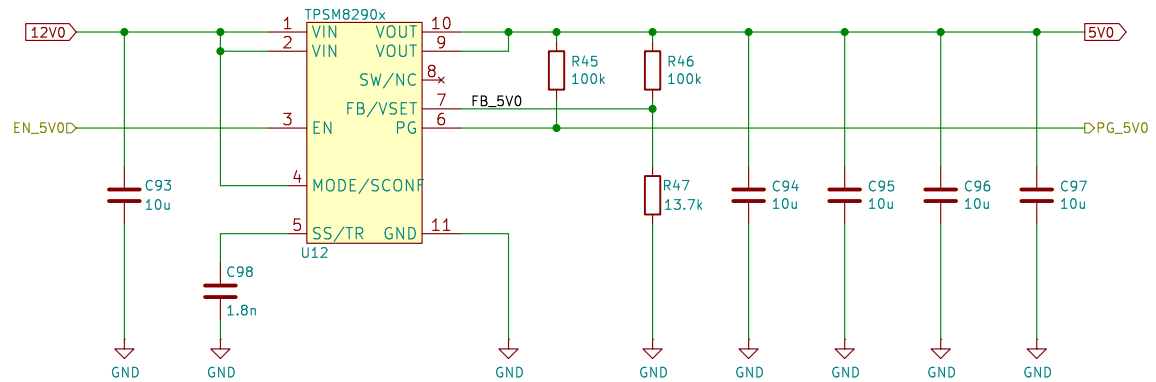 TPSM8290x
12V0
1
VIN
VOUT
10
5V0
2
VIN
VOUT
9
R45
100k
R46
100k
SW/NC
8
FB/VSET
7
FB_5V0
EN_5V0
3
EN
PG
6
PG_5V0
4
MODE/SCONF
C93
10u
R47
13.7k
C94
10u
C95
10u
C96
10u
C97
10u
5
SS/TR
GND
11
U12
C98
1.8n
GND
GND
GND
GND
GND
GND
GND
GND